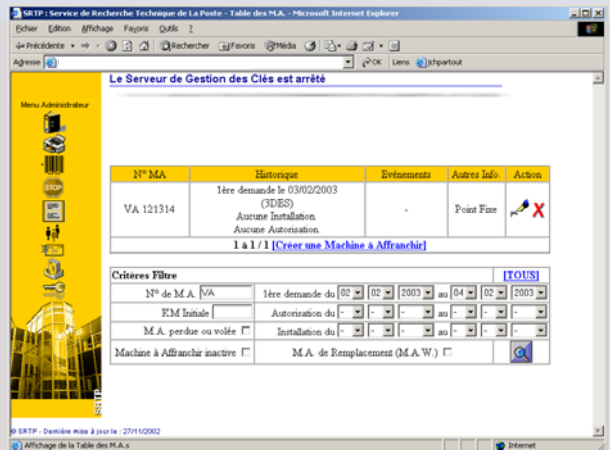 SRTP : Service de Recherche Technique de La Poste - Table des M.A. - Microsoft Internet Explorer
Fichier Edition Affichage Favoris Outils ?
Précédente Rechercher Favoris Média
Adresse OK Liens jchpartout
Le Serveur de Gestion des Clés est arrêté
Menu Administrateur
STOP
N° MA Historique Evénements Autres Info. Action
VA 121314 1ère demande le 03/02/2003 (3DES) Aucune Installation. Aucune Autorisation. - Point Fixe X
1 à 1 / 1 [Créer une Machine à Affranchir]
Critères Filtre [TOUS]
N° de M.A. VA 1ère demande du 02 02 2003 au 04 02 2003
KM Initiale Autorisation du - - - au - - -
M.A. perdue ou volée Installation du - - - au - - -
Machine à Affranchir inactive M.A. de Remplacement (M.A.W.)
SRTP
© SRTP - Dernière mise à jour le : 27/11/2002
Affichage de la Table des M.A.s Internet